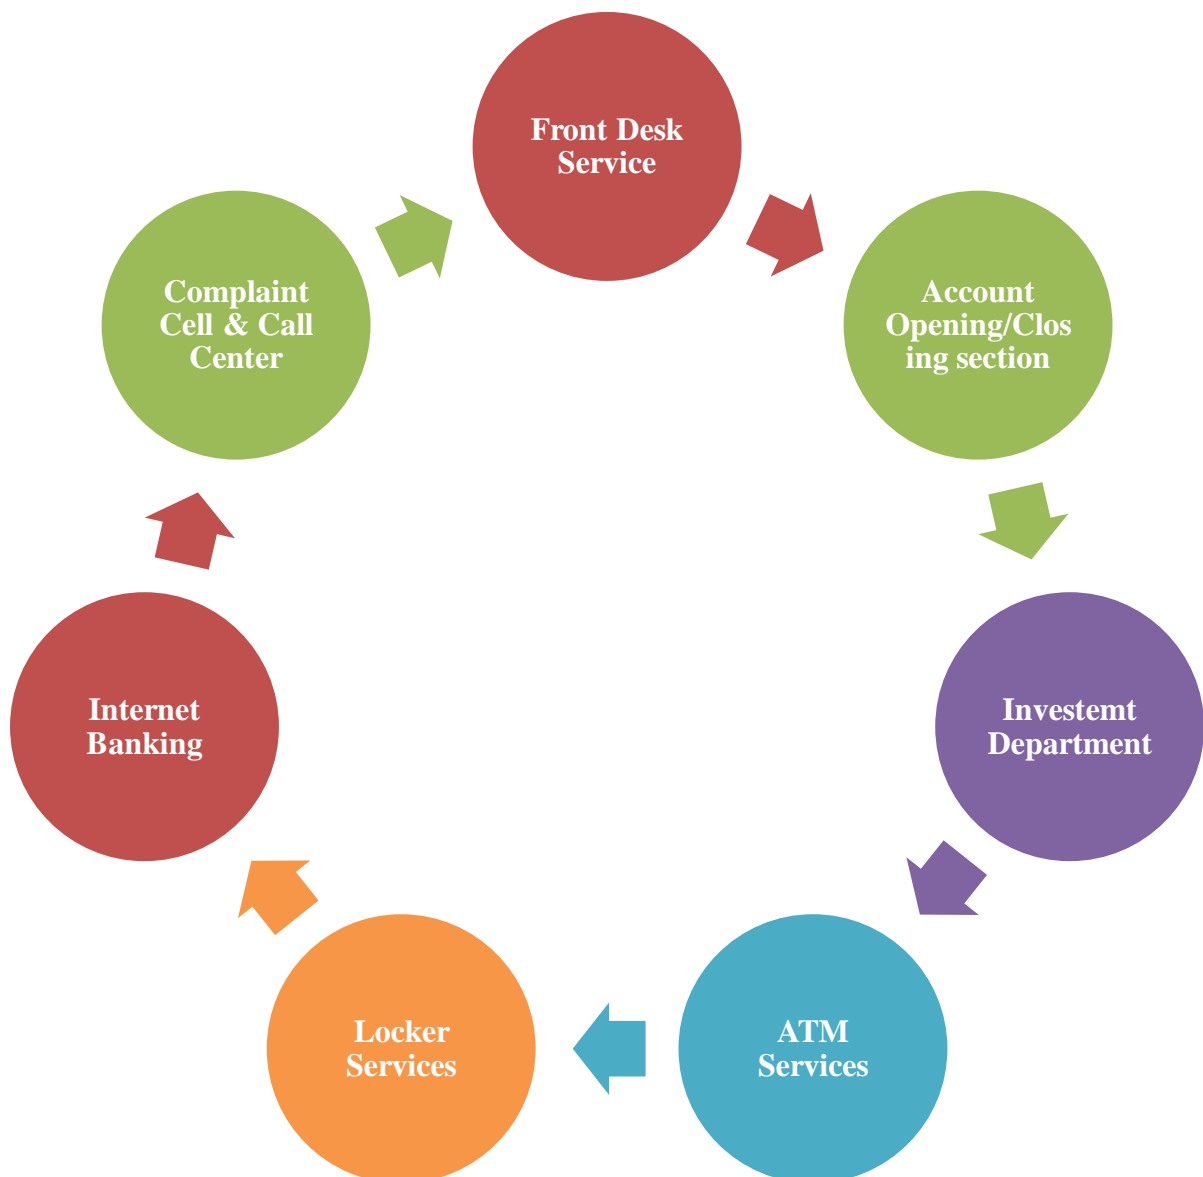 Front Desk
Service
Account
Opening/Clos
ing section
Investemt
Department
ATM
Services
Locker
Services
Internet
Banking
Complaint
Cell & Call
Center